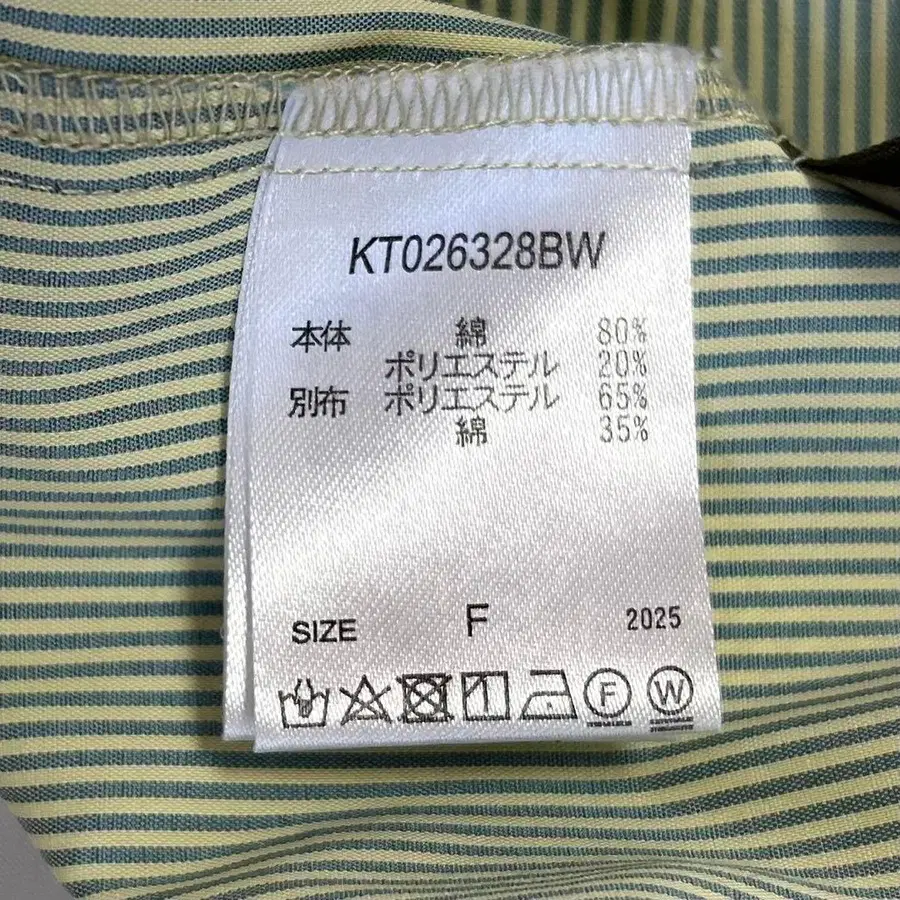 KT026328BW
本体 綿 80%
ポリエステル 20%
別布 ポリエステル 65%
綿 35%
SIZE F 2025
F W